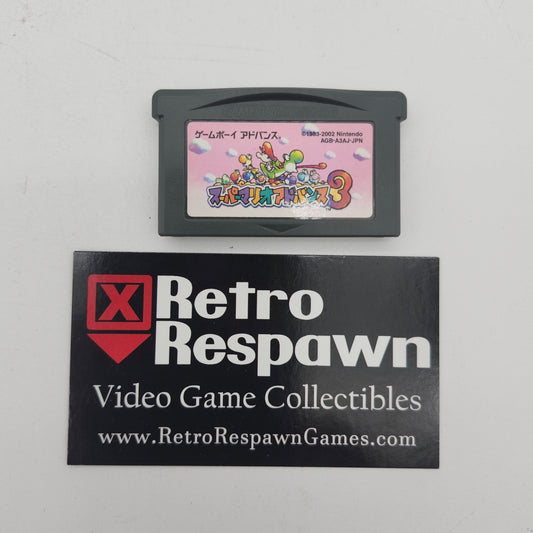 ゲームボーイ アドバンス
©1983-2002 Nintendo
AGB-A3AJ-JPN
スーパーマリオアドバンス3
X Retro
Respawn
Video Game Collectibles
www.RetroRespawnGames.com